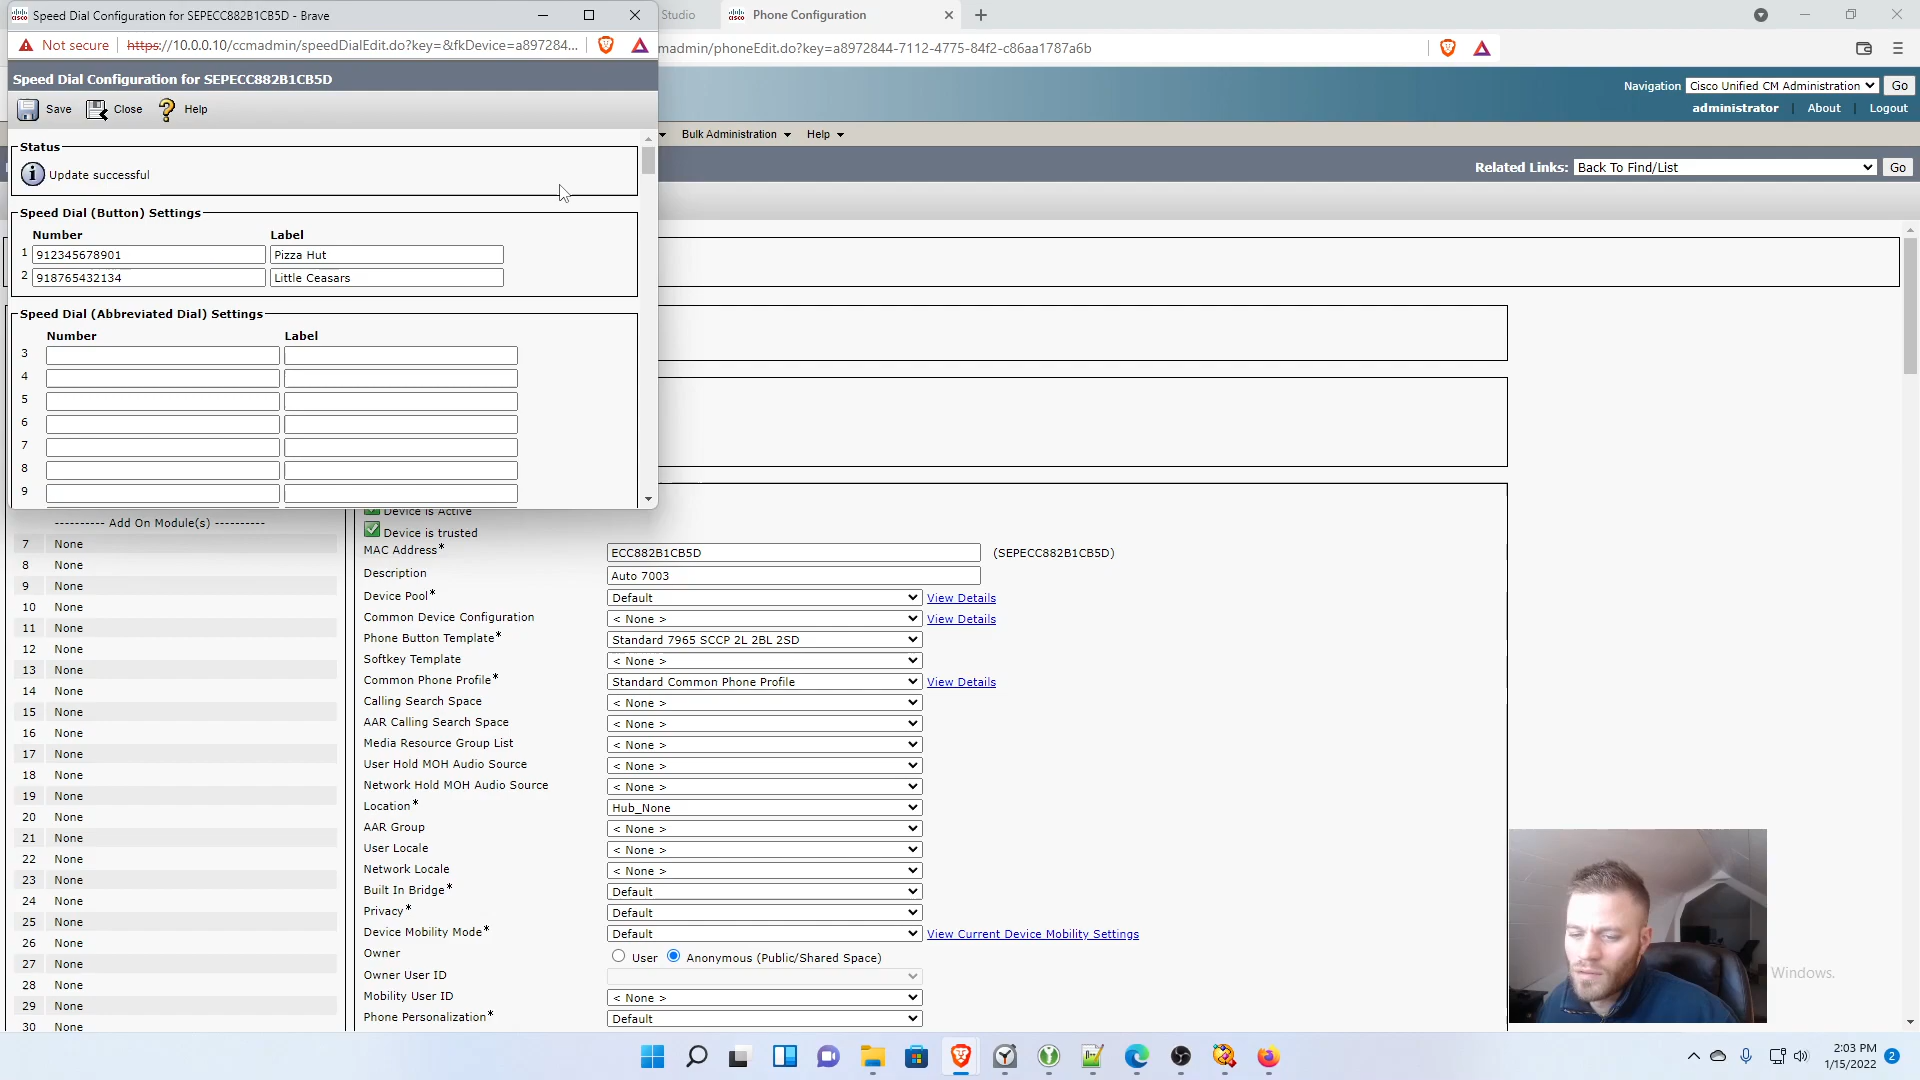 Speed Dial Configuration for SEPECC882B1CB5D - Brave
Studio
Phone Configuration
Not secure
https://10.0.0.10/ccmadmin/speedDialEdit.do?key=&fkDevice=a897284...
madmin/phoneEdit.do?key=a8972844-7112-4775-84f2-c86aa1787a6b
Speed Dial Configuration for SEPECC882B1CB5D
Navigation Cisco Unified CM Administration Go
administrator | About | Logout
Save Close Help
Bulk Administration Help
Related Links: Back To Find/List Go
Status
Update successful
Speed Dial (Button) Settings
Number Label
1 912345678901 Pizza Hut
2 918765432134 Little Ceasars
Speed Dial (Abbreviated Dial) Settings
Number Label
3
4
5
6
7
8
9
---------- Add On Module(s) ----------
7 None
8 None
9 None
10 None
11 None
12 None
13 None
14 None
15 None
16 None
17 None
18 None
19 None
20 None
21 None
22 None
23 None
24 None
25 None
26 None
27 None
28 None
29 None
30 None
Device is Active
Device is trusted
MAC Address* ECC882B1CB5D (SEPECC882B1CB5D)
Description Auto 7003
Device Pool* Default View Details
Common Device Configuration < None > View Details
Phone Button Template* Standard 7965 SCCP 2L 2BL 2SD
Softkey Template < None >
Common Phone Profile* Standard Common Phone Profile View Details
Calling Search Space < None >
AAR Calling Search Space < None >
Media Resource Group List < None >
User Hold MOH Audio Source < None >
Network Hold MOH Audio Source < None >
Location* Hub_None
AAR Group < None >
User Locale < None >
Network Locale < None >
Built In Bridge* Default
Privacy* Default
Device Mobility Mode* Default View Current Device Mobility Settings
Owner User Anonymous (Public/Shared Space)
Owner User ID
Mobility User ID < None >
Phone Personalization* Default
Windows.
2:03 PM
1/15/2022
2